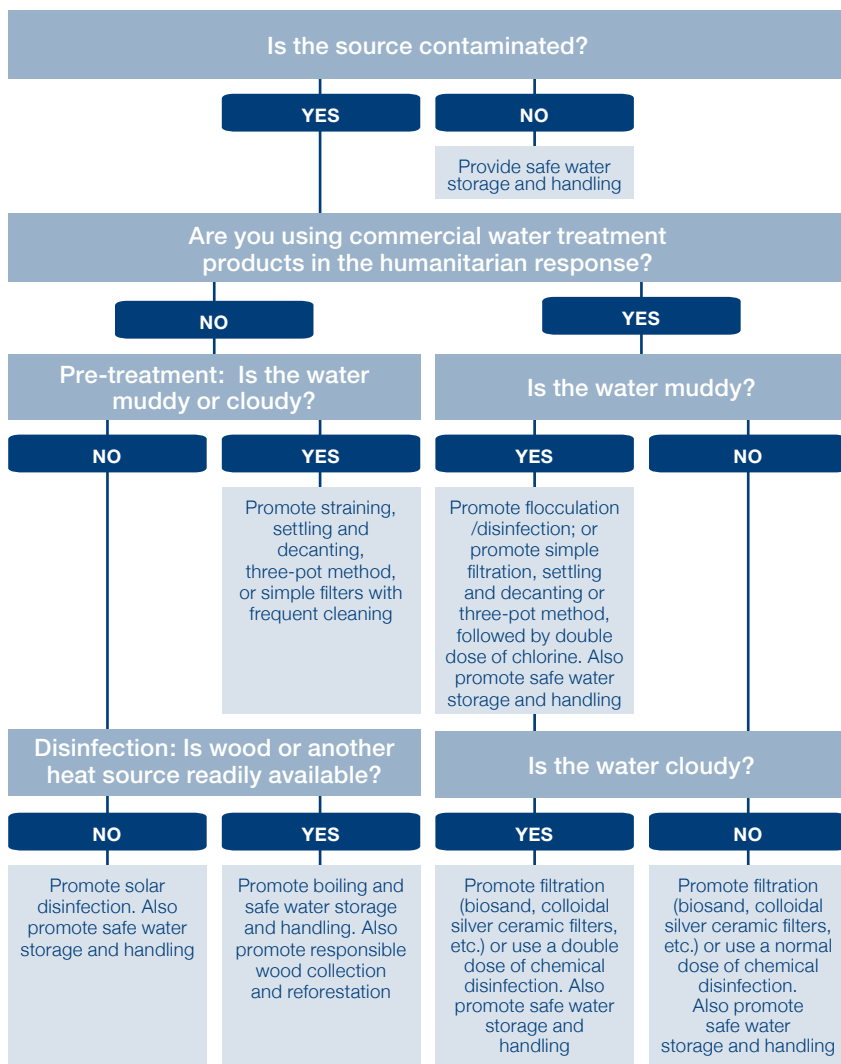 Is the source contaminated?
YES
NO
Provide safe water
storage and handling
Are you using commercial water treatment
products in the humanitarian response?
NO
YES
Pre-treatment: Is the water
muddy or cloudy?
Is the water muddy?
NO
YES
YES
NO
Promote straining,
settling and
decanting,
three-pot method,
or simple filters with
frequent cleaning
Promote flocculation
/disinfection; or
promote simple
filtration, settling
and decanting or
three-pot method,
followed by double
dose of chlorine. Also
promote safe water
storage and handling
Disinfection: Is wood or another
heat source readily available?
Is the water cloudy?
NO
YES
YES
NO
Promote solar
disinfection. Also
promote safe water
storage and handling
Promote boiling and
safe water storage
and handling. Also
promote responsible
wood collection
and reforestation
Promote filtration
(biosand, colloidal
silver ceramic filters,
etc.) or use a double
dose of chemical
disinfection. Also
promote safe water
storage and
handling
Promote filtration
(biosand, colloidal
silver ceramic filters,
etc.) or use a normal
dose of chemical
disinfection.
Also promote
safe water
storage and handling